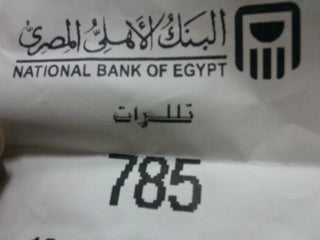 البنك الأهلي المصري
NATIONAL BANK OF EGYPT
تللرات
785